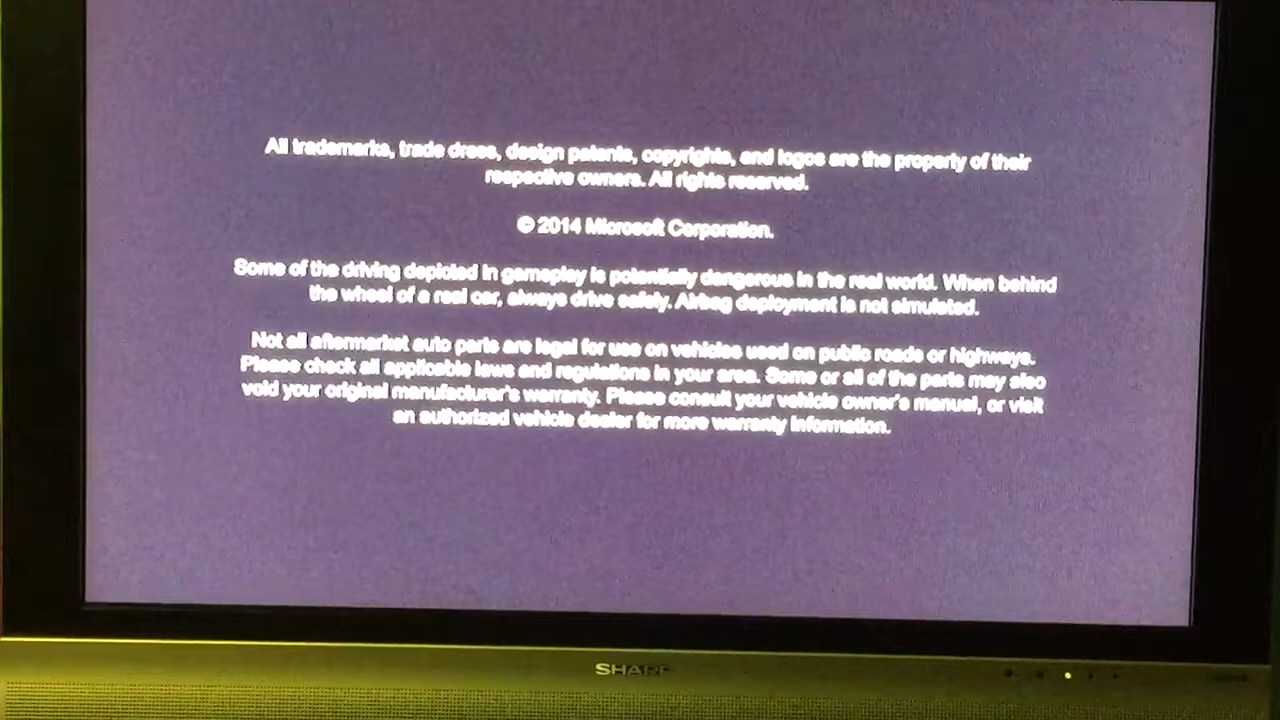 All trademarks, trade dress, design patents, copyrights, and logos are the property of their
respective owners. All rights reserved.
© 2014 Microsoft Corporation.
Some of the driving depicted in gameplay is potentially dangerous in the real world. When behind
the wheel of a real car, always drive safely. Airbag deployment is not simulated.
Not all aftermarket auto parts are legal for use on vehicles used on public roads or highways.
Please check all applicable laws and regulations in your area. Some or all of the parts may also
void your original manufacturer's warranty. Please consult your vehicle owner's manual, or visit
an authorized vehicle dealer for more warranty information.
SHARP